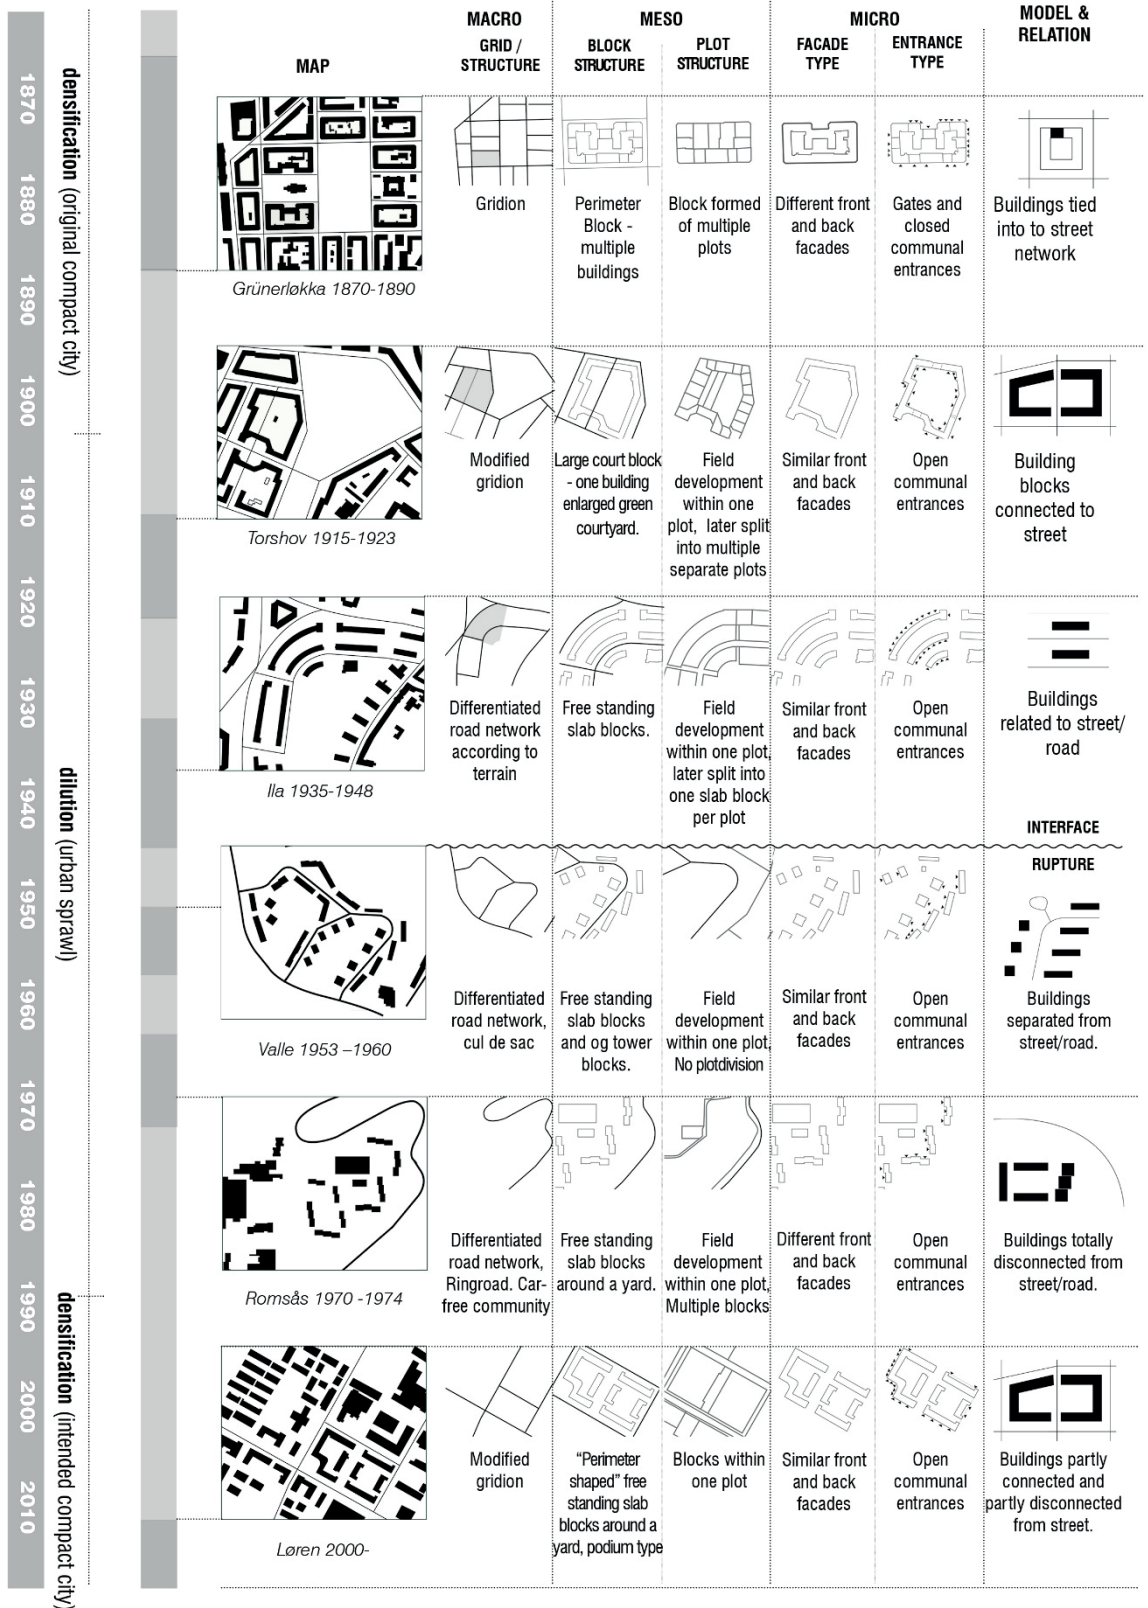 MACRO
MESO
MICRO
MODEL &
RELATION
MAP
GRID /
STRUCTURE
BLOCK
STRUCTURE
PLOT
STRUCTURE
FACADE
TYPE
ENTRANCE
TYPE
1870
1880
1890
1900
1910
1920
1930
1940
1950
1960
1970
1980
1990
2000
2010
densification (original compact city)
dilution (urban sprawl)
densification (intended compact city)
Grünerløkka 1870-1890
Gridion
Perimeter
Block -
multiple
buildings
Block formed
of multiple
plots
Different front
and back
facades
Gates and
closed
communal
entrances
Buildings tied
into to street
network
Torshov 1915-1923
Modified
gridion
Large court block
- one building
enlarged green
courtyard.
Field
development
within one
plot, later split
into multiple
separate plots
Similar front
and back
facades
Open
communal
entrances
Building
blocks
connected to
street
Ila 1935-1948
Differentiated
road network
according to
terrain
Free standing
slab blocks.
Field
development
within one plot,
later split into
one slab block
per plot
Similar front
and back
facades
Open
communal
entrances
Buildings
related to street/
road
INTERFACE
RUPTURE
Valle 1953 –1960
Differentiated
road network,
cul de sac
Free standing
slab blocks
and og tower
blocks.
Field
development
within one plot,
No plotdivision
Similar front
and back
facades
Open
communal
entrances
Buildings
separated from
street/road.
Romsås 1970 -1974
Differentiated
road network,
Ringroad. Car-
free community
Free standing
slab blocks
around a yard.
Field
development
within one plot,
Multiple blocks
Different front
and back
facades
Open
communal
entrances
Buildings totally
disconnected from
street/road.
Løren 2000-
Modified
gridion
“Perimeter
shaped” free
standing slab
blocks around a
yard, podium type
Blocks within
one plot
Similar front
and back
facades
Open
communal
entrances
Buildings partly
connected and
partly disconnected
from street.